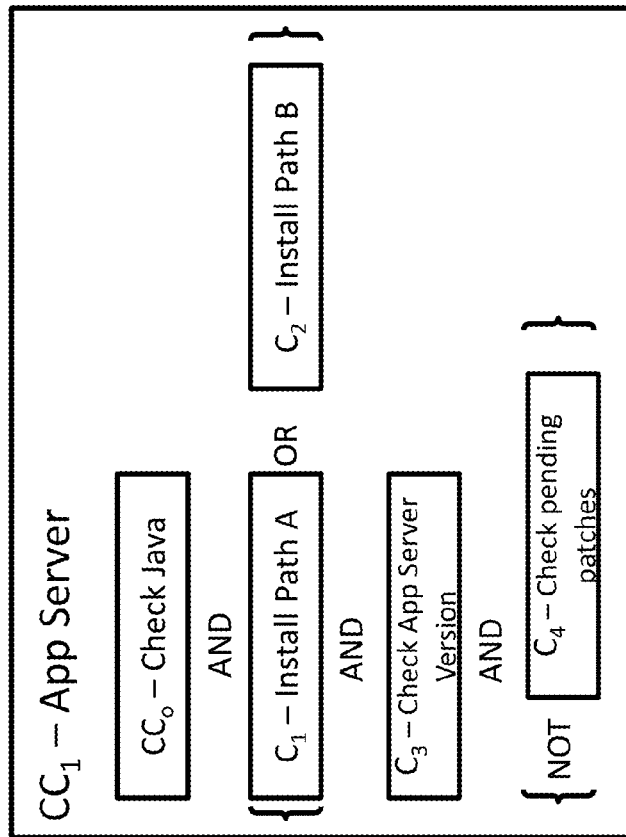 CC₁ – App Server
CC₀ – Check Java
AND
{ C₁ – Install Path A OR C₂ – Install Path B }
AND
C₃ – Check App Server
Version
AND
{ NOT C₄ – Check pending
patches }